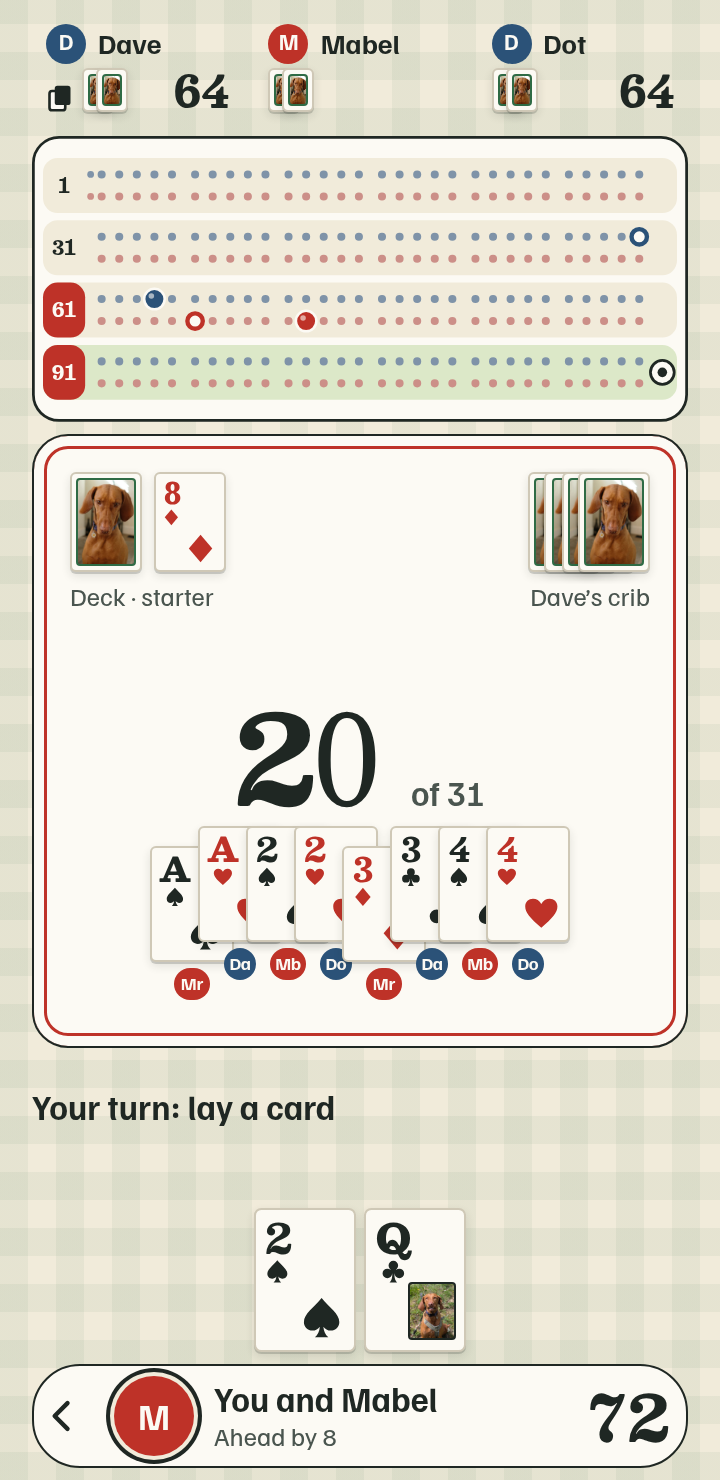 D Dave
M Mabel
D Dot
64
64
1
31
61
91
8
Deck · starter
Dave's crib
20 of 31
A A 2 2 3 3 4 4
Mr Da Mb Do Mr Da Mb Do
Your turn: lay a card
2 Q
M
You and Mabel
Ahead by 8
72